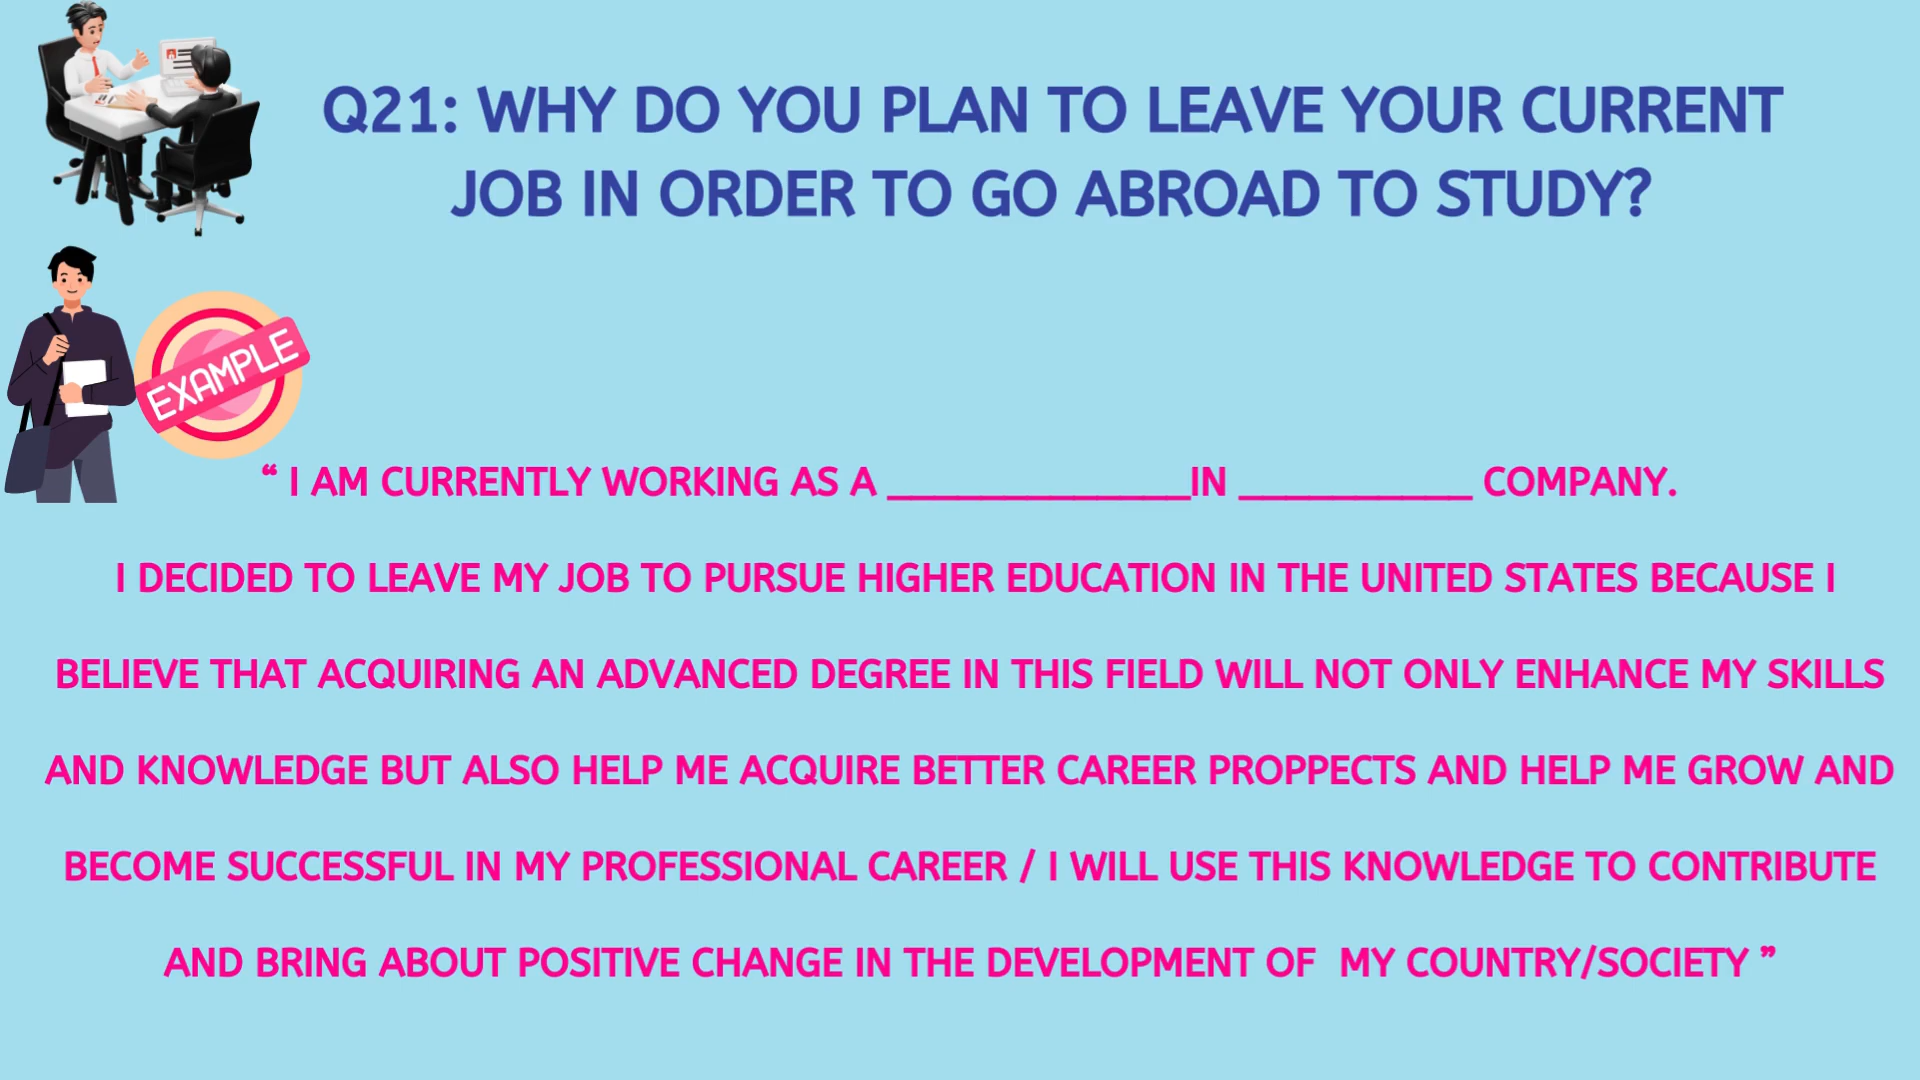 Q21: WHY DO YOU PLAN TO LEAVE YOUR CURRENT
JOB IN ORDER TO GO ABROAD TO STUDY?
EXAMPLE
“ I AM CURRENTLY WORKING AS A _____________IN __________ COMPANY.
I DECIDED TO LEAVE MY JOB TO PURSUE HIGHER EDUCATION IN THE UNITED STATES BECAUSE I
BELIEVE THAT ACQUIRING AN ADVANCED DEGREE IN THIS FIELD WILL NOT ONLY ENHANCE MY SKILLS
AND KNOWLEDGE BUT ALSO HELP ME ACQUIRE BETTER CAREER PROPPECTS AND HELP ME GROW AND
BECOME SUCCESSFUL IN MY PROFESSIONAL CAREER / I WILL USE THIS KNOWLEDGE TO CONTRIBUTE
AND BRING ABOUT POSITIVE CHANGE IN THE DEVELOPMENT OF  MY COUNTRY/SOCIETY ”